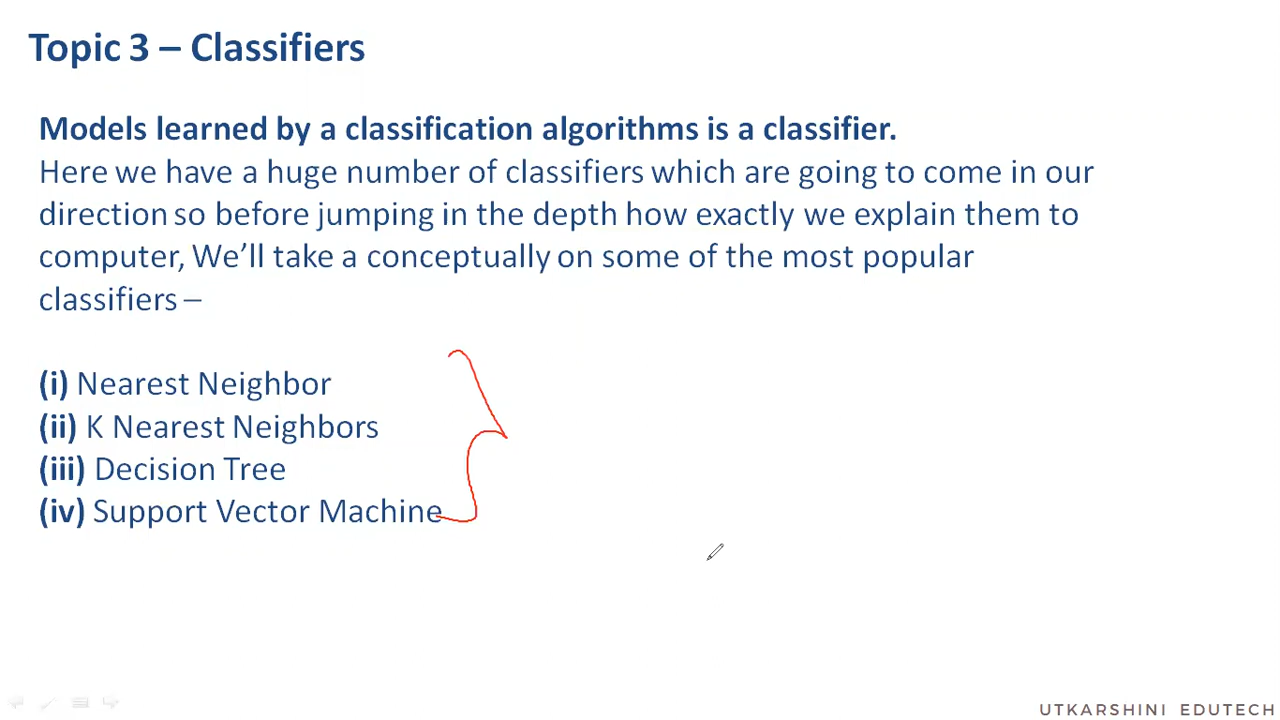 Topic 3 – Classifiers
Models learned by a classification algorithms is a classifier.
Here we have a huge number of classifiers which are going to come in our
direction so before jumping in the depth how exactly we explain them to
computer, We’ll take a conceptually on some of the most popular
classifiers –
(i) Nearest Neighbor
(ii) K Nearest Neighbors
(iii) Decision Tree
(iv) Support Vector Machine
UTKARSHINI EDUTECH